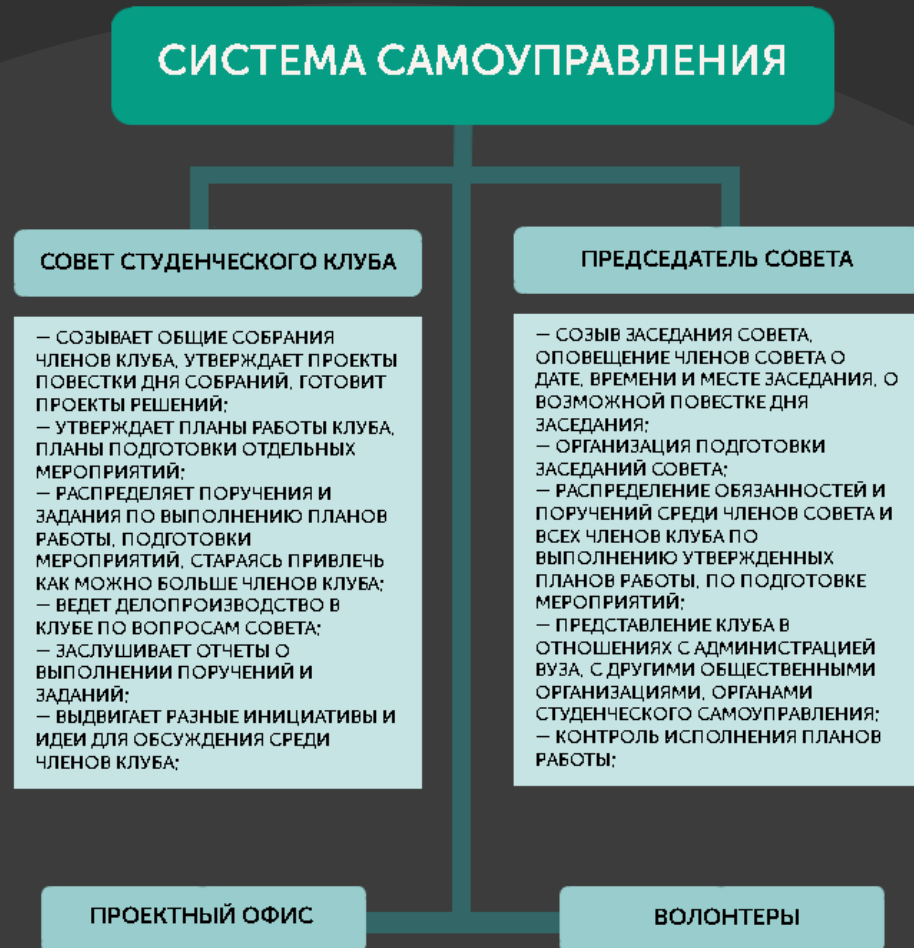 СИСТЕМА САМОУПРАВЛЕНИЯ
СОВЕТ СТУДЕНЧЕСКОГО КЛУБА
— СОЗЫВАЕТ ОБЩИЕ СОБРАНИЯ
ЧЛЕНОВ КЛУБА, УТВЕРЖДАЕТ ПРОЕКТЫ
ПОВЕСТКИ ДНЯ СОБРАНИЙ, ГОТОВИТ
ПРОЕКТЫ РЕШЕНИЙ;
— УТВЕРЖДАЕТ ПЛАНЫ РАБОТЫ КЛУБА,
ПЛАНЫ ПОДГОТОВКИ ОТДЕЛЬНЫХ
МЕРОПРИЯТИЙ;
— РАСПРЕДЕЛЯЕТ ПОРУЧЕНИЯ И
ЗАДАНИЯ ПО ВЫПОЛНЕНИЮ ПЛАНОВ
РАБОТЫ, ПОДГОТОВКИ
МЕРОПРИЯТИЙ, СТАРАЯСЬ ПРИВЛЕЧЬ
КАК МОЖНО БОЛЬШЕ ЧЛЕНОВ КЛУБА;
— ВЕДЕТ ДЕЛОПРОИЗВОДСТВО В
КЛУБЕ ПО ВОПРОСАМ СОВЕТА;
— ЗАСЛУШИВАЕТ ОТЧЕТЫ О
ВЫПОЛНЕНИИ ПОРУЧЕНИЙ И
ЗАДАНИЙ;
— ВЫДВИГАЕТ РАЗНЫЕ ИНИЦИАТИВЫ И
ИДЕИ ДЛЯ ОБСУЖДЕНИЯ СРЕДИ
ЧЛЕНОВ КЛУБА;
ПРЕДСЕДАТЕЛЬ СОВЕТА
— СОЗЫВ ЗАСЕДАНИЯ СОВЕТА,
ОПОВЕЩЕНИЕ ЧЛЕНОВ СОВЕТА О
ДАТЕ, ВРЕМЕНИ И МЕСТЕ ЗАСЕДАНИЯ, О
ВОЗМОЖНОЙ ПОВЕСТКЕ ДНЯ
ЗАСЕДАНИЯ;
— ОРГАНИЗАЦИЯ ПОДГОТОВКИ
ЗАСЕДАНИЙ СОВЕТА;
— РАСПРЕДЕЛЕНИЕ ОБЯЗАННОСТЕЙ И
ПОРУЧЕНИЙ СРЕДИ ЧЛЕНОВ СОВЕТА И
ВСЕХ ЧЛЕНОВ КЛУБА ПО
ВЫПОЛНЕНИЮ УТВЕРЖДЕННЫХ
ПЛАНОВ РАБОТЫ, ПО ПОДГОТОВКЕ
МЕРОПРИЯТИЙ;
— ПРЕДСТАВЛЕНИЕ КЛУБА В
ОТНОШЕНИЯХ С АДМИНИСТРАЦИЕЙ
ВУЗА, С ДРУГИМИ ОБЩЕСТВЕННЫМИ
ОРГАНИЗАЦИЯМИ, ОРГАНАМИ
СТУДЕНЧЕСКОГО САМОУПРАВЛЕНИЯ;
— КОНТРОЛЬ ИСПОЛНЕНИЯ ПЛАНОВ
РАБОТЫ;
ПРОЕКТНЫЙ ОФИС
ВОЛОНТЕРЫ